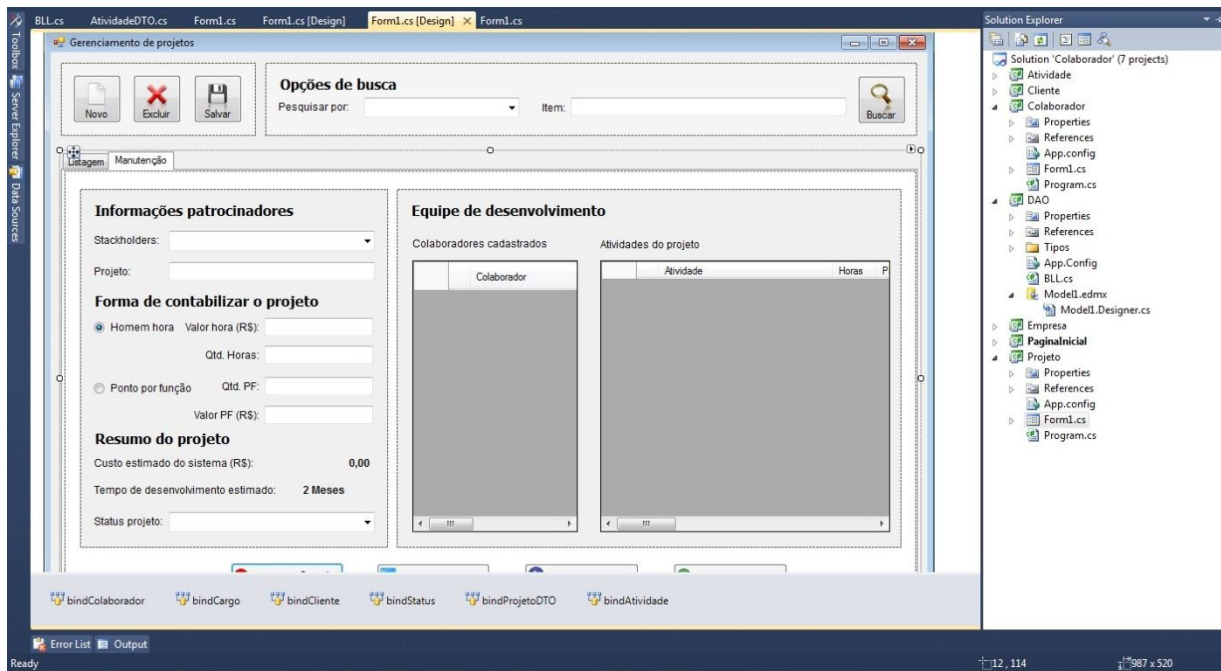 BLL.cs AtividadeDTO.cs Form1.cs Form1.cs [Design] Form1.cs [Design] Form1.cs
Toolbox
Server Explorer
Data Sources
Gerenciamento de projetos
Novo Excluir Salvar
Opções de busca
Pesquisar por: Item:
Buscar
Listagem Manutenção
Informações patrocinadores
Stackholders:
Projeto:
Forma de contabilizar o projeto
Homem hora Valor hora (R$):
Qtd. Horas:
Ponto por função Qtd. PF:
Valor PF (R$):
Resumo do projeto
Custo estimado do sistema (R$): 0,00
Tempo de desenvolvimento estimado: 2 Meses
Status projeto:
Equipe de desenvolvimento
Colaboradores cadastrados Atividades do projeto
Colaborador Atividade Horas P
bindColaborador bindCargo bindCliente bindStatus bindProjetoDTO bindAtividade
Error List Output
Ready 12 , 114 987 x 520
Solution Explorer
Solution 'Colaborador' (7 projects)
Atividade
Cliente
Colaborador
Properties
References
App.config
Form1.cs
Program.cs
DAO
Properties
References
Tipos
App.Config
BLL.cs
Model1.edmx
Model1.Designer.cs
Empresa
PaginaInicial
Projeto
Properties
References
App.config
Form1.cs
Program.cs